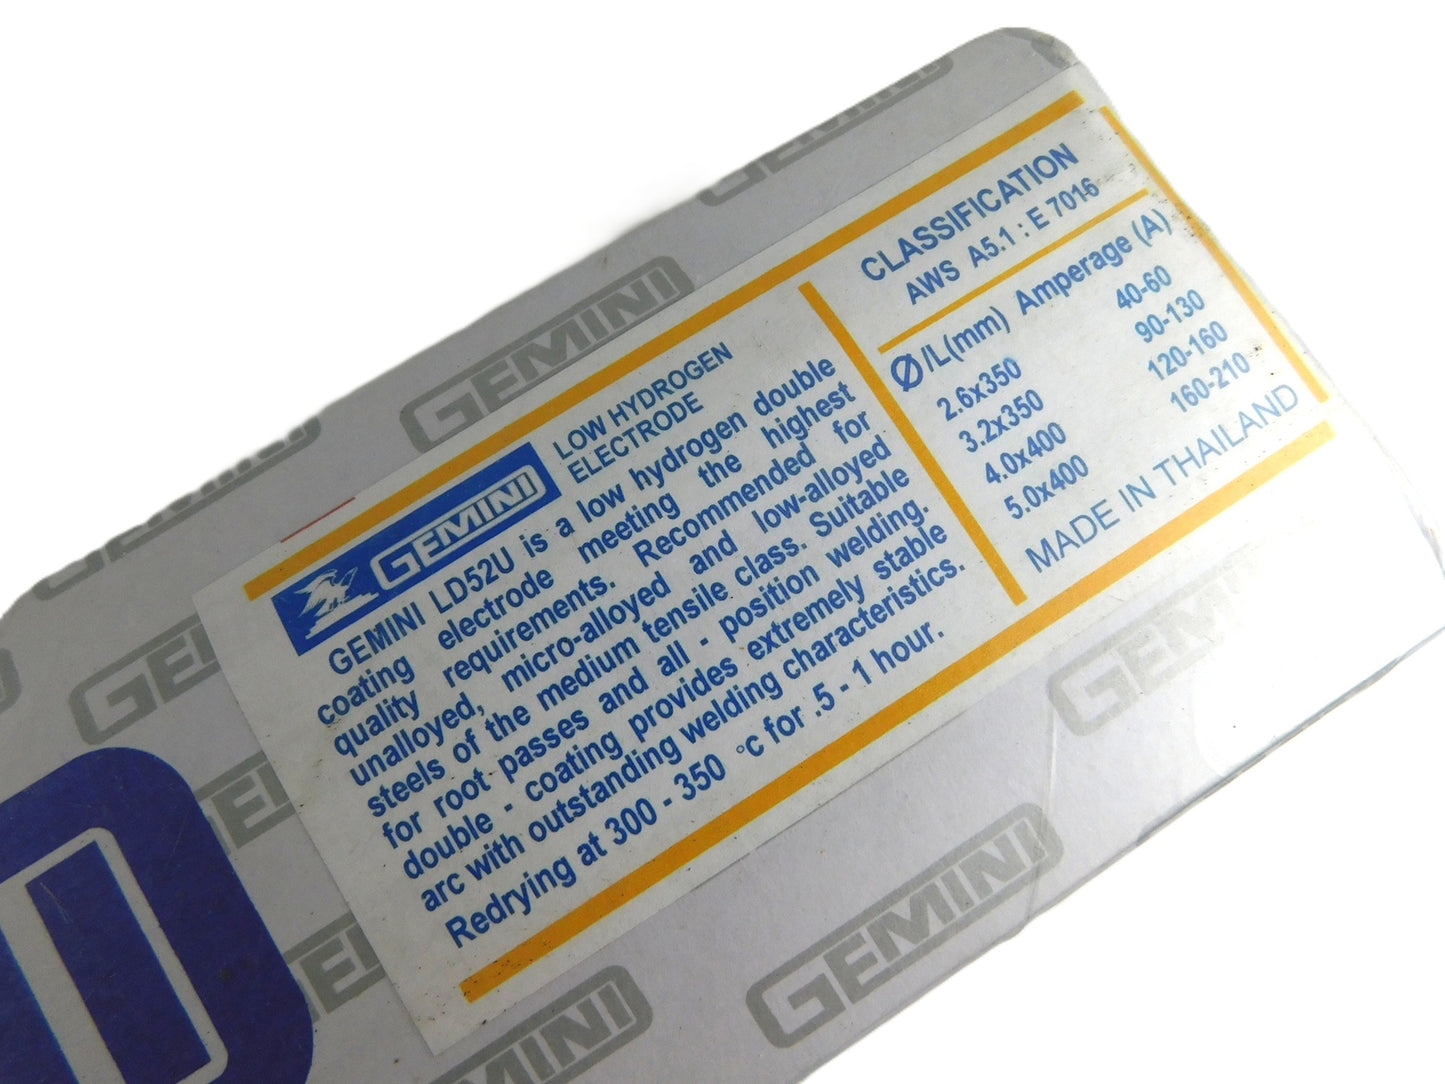 GEMINI
LOW HYDROGEN
ELECTRODE
GEMINI LD52U is a low hydrogen double
coating electrode meeting the highest
quality requirements. Recommended for
unalloyed, micro-alloyed and low-alloyed
steels of the medium tensile class. Suitable
for root passes and all - position welding.
double - coating provides extremely stable
arc with outstanding welding characteristics.
Redrying at 300 - 350 °c for .5 - 1 hour.
CLASSIFICATION
AWS A5.1 : E 7016
Ø/L(mm) Amperage (A)
2.6x350 40-60
3.2x350 90-130
4.0x400 120-160
5.0x400 160-210
MADE IN THAILAND
GEMINI
GEMINI
GEMINI
GEMINI